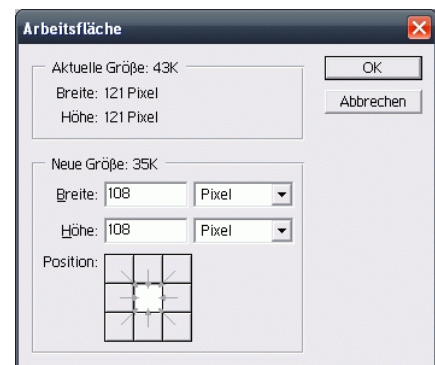 Arbeitsfläche
Aktuelle Größe: 43K
Breite: 121 Pixel
Höhe: 121 Pixel
OK
Abbrechen
Neue Größe: 35K
Breite: 108 Pixel
Höhe: 108 Pixel
Position: